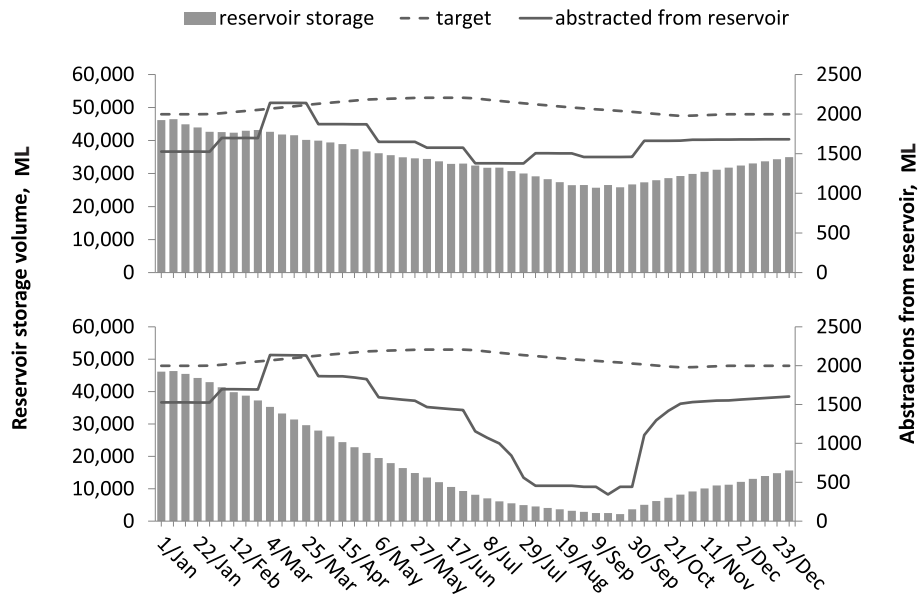 reservoir storage target abstracted from reservoir
Reservoir storage volume, ML
60,000
50,000
40,000
30,000
20,000
10,000
0
2500
2000
1500
1000
500
0
60,000
50,000
40,000
30,000
20,000
10,000
0
2500
2000
1500
1000
500
0
Abstractions from reservoir, ML
1/Jan
22/Jan
12/Feb
4/Mar
25/Mar
15/Apr
6/May
27/May
17/Jun
8/Jul
29/Jul
19/Aug
9/Sep
30/Sep
21/Oct
11/Nov
2/Dec
23/Dec